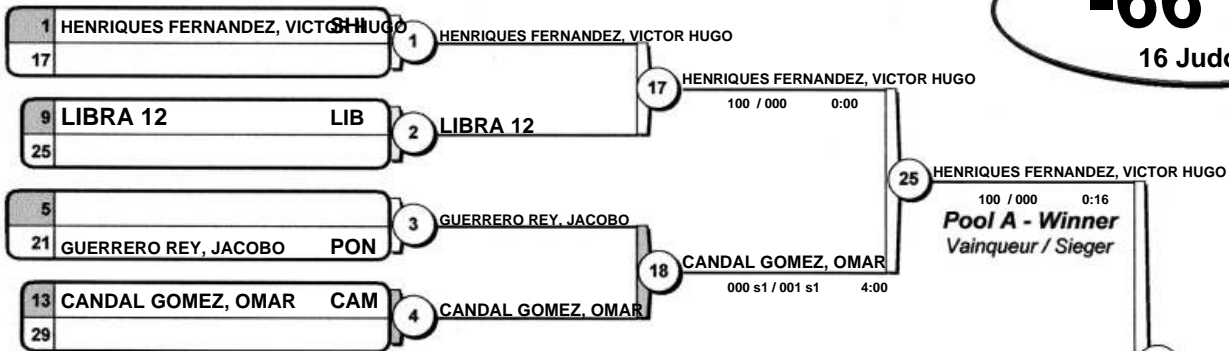 -66
16 Judo
1 HENRIQUES FERNANDEZ, VICTOR HUGO SHI
17
1 HENRIQUES FERNANDEZ, VICTOR HUGO
17 HENRIQUES FERNANDEZ, VICTOR HUGO
100 / 000 0:00
9 LIBRA 12 LIB
25
2 LIBRA 12
25 HENRIQUES FERNANDEZ, VICTOR HUGO
100 / 000 0:16
Pool A - Winner
Vainqueur / Sieger
5
21 GUERRERO REY, JACOBO PON
3 GUERRERO REY, JACOBO
18 CANDAL GOMEZ, OMAR
000 s1 / 001 s1 4:00
13 CANDAL GOMEZ, OMAR CAM
29
4 CANDAL GOMEZ, OMAR